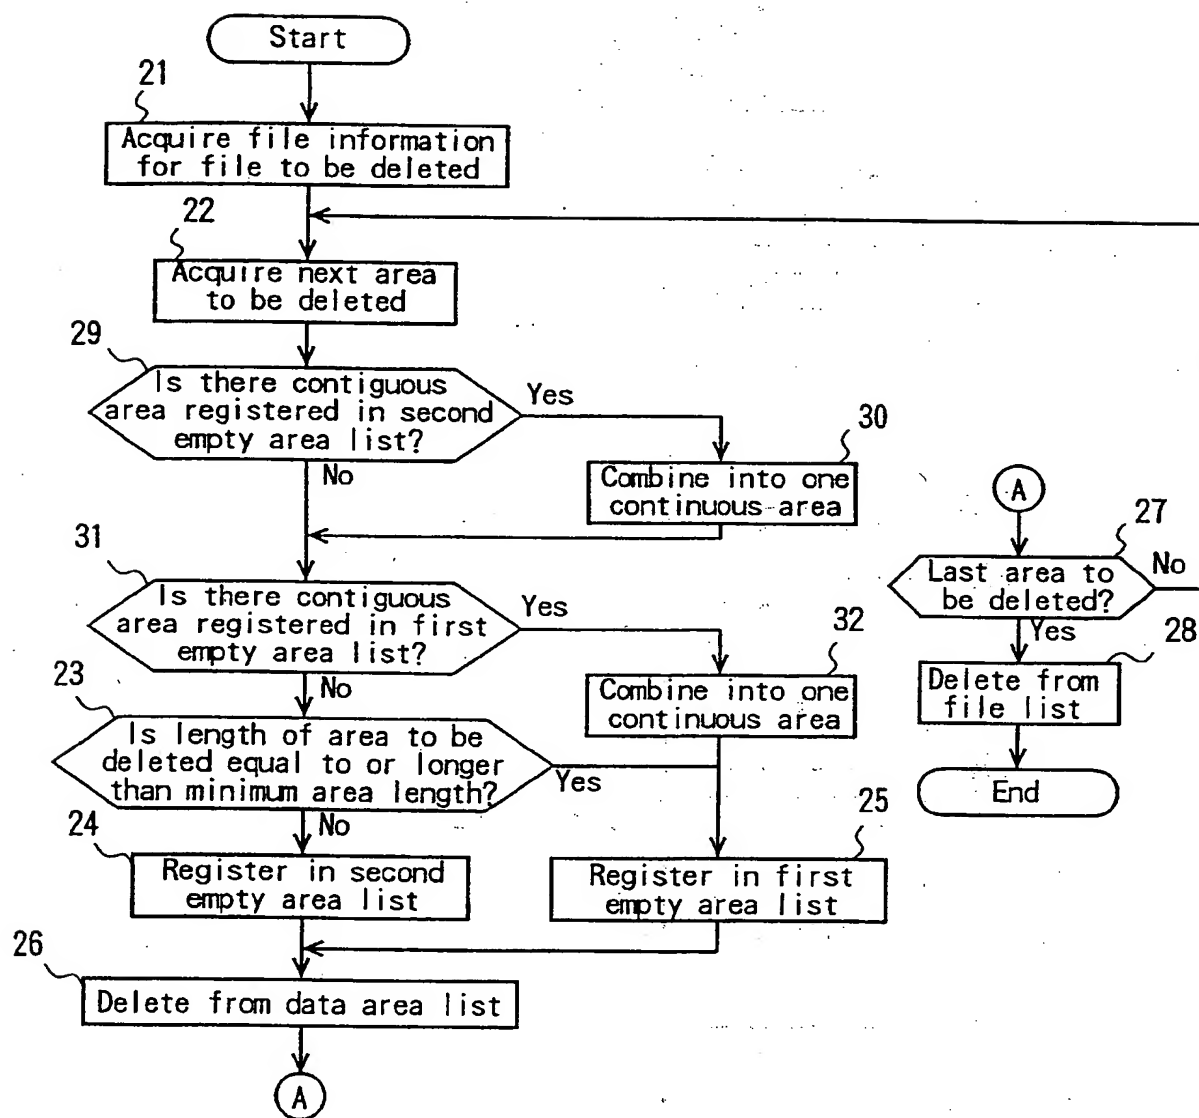 Start
21
Acquire file information
for file to be deleted
22
Acquire next area
to be deleted
29
Is there contiguous
area registered in second
empty area list?
Yes
No
30
Combine into one
continuous area
31
Is there contiguous
area registered in first
empty area list?
Yes
No
32
Combine into one
continuous area
23
Is length of area to be
deleted equal to or longer
than minimum area length?
Yes
No
24
Register in second
empty area list
25
Register in first
empty area list
26
Delete from data area list
A
A
27
Last area to
be deleted?
No
Yes
28
Delete from
file list
End